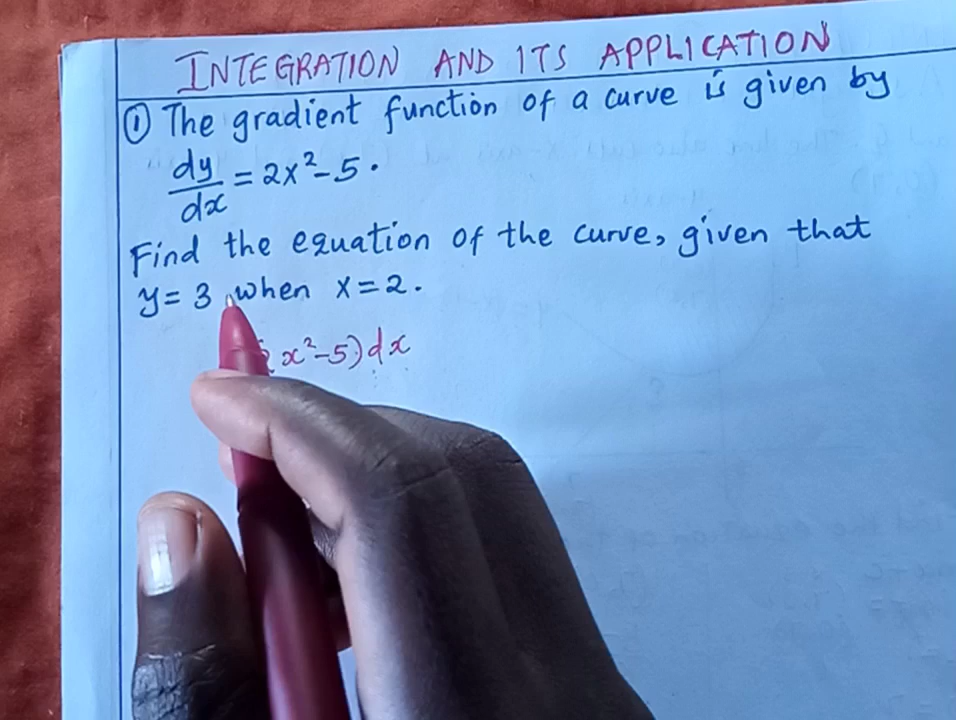 INTEGRATION AND ITS APPLICATION
① The gradient function of a curve is given by
dy/dx = 2x² - 5.
Find the equation of the curve, given that
y = 3 when x = 2.
x² - 5) dx